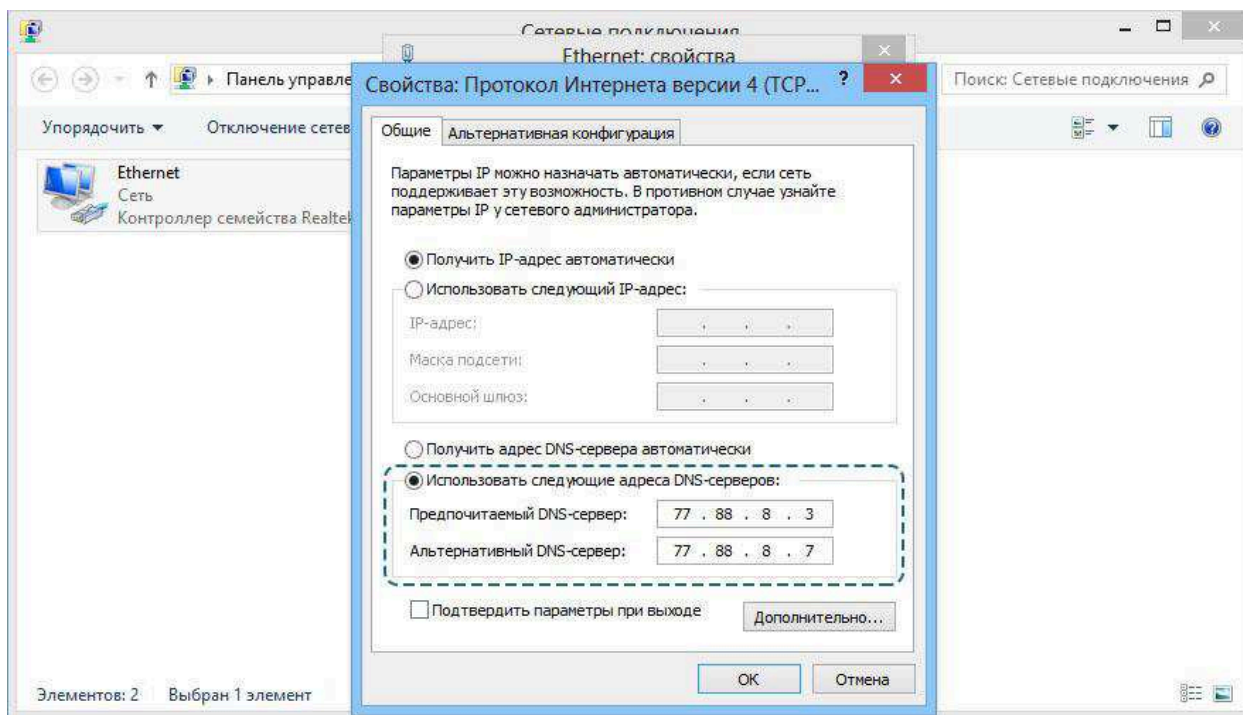 Сетевые подключения
Ethernet: свойства
Панель управле
Свойства: Протокол Интернета версии 4 (TCP...
?
Поиск: Сетевые подключения
Упорядочить
Отключение сетев
Общие
Альтернативная конфигурация
Ethernet
Сеть
Контроллер семейства Realtek
Параметры IP можно назначать автоматически, если сеть
поддерживает эту возможность. В противном случае узнайте
параметры IP у сетевого администратора.
Получить IP-адрес автоматически
Использовать следующий IP-адрес:
IP-адрес: . . .
Маска подсети: . . .
Основной шлюз: . . .
Получить адрес DNS-сервера автоматически
Использовать следующие адреса DNS-серверов:
Предпочитаемый DNS-сервер: 77 . 88 . 8 . 3
Альтернативный DNS-сервер: 77 . 88 . 8 . 7
Подтвердить параметры при выходе
Дополнительно...
ОК
Отмена
Элементов: 2 Выбран 1 элемент